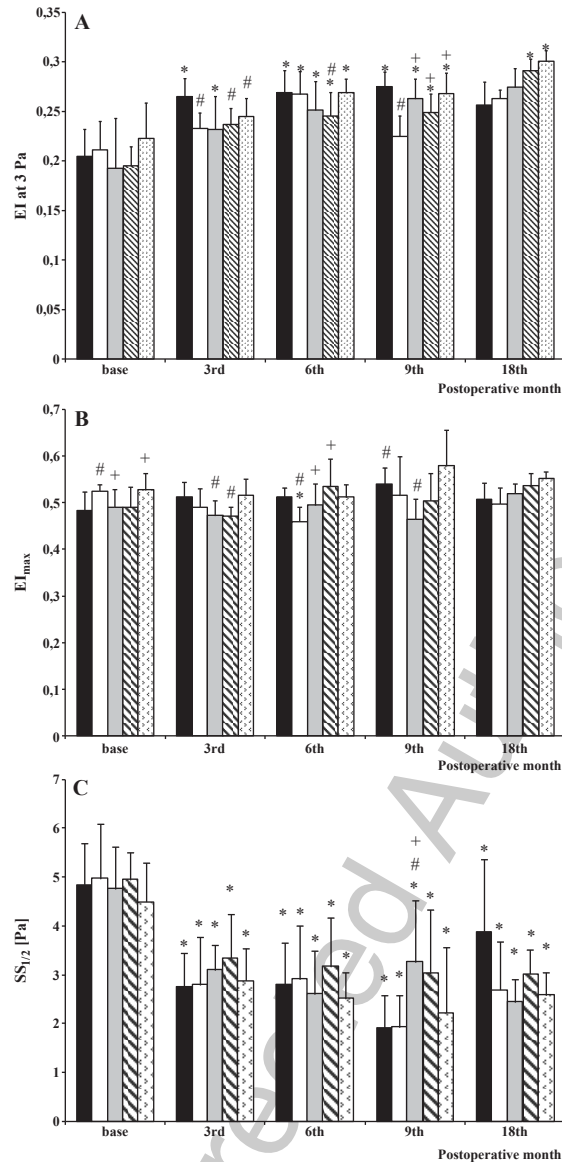 A
EI at 3 Pa
0,35
0,3
0,25
0,2
0,15
0,1
0,05
0
* # * # #
* * * # * *
* # + * + * + *
* *
base 3rd 6th 9th 18th
Postoperative month
B
EI max
0,7
0,6
0,5
0,4
0,3
0,2
0,1
0
# + +
# #
# * + +
# #
base 3rd 6th 9th 18th
Postoperative month
C
SS1/2 [Pa]
7
6
5
4
3
2
1
0
* * * * *
* * * * *
* * + # * * *
* * * * *
base 3rd 6th 9th 18th
Postoperative month